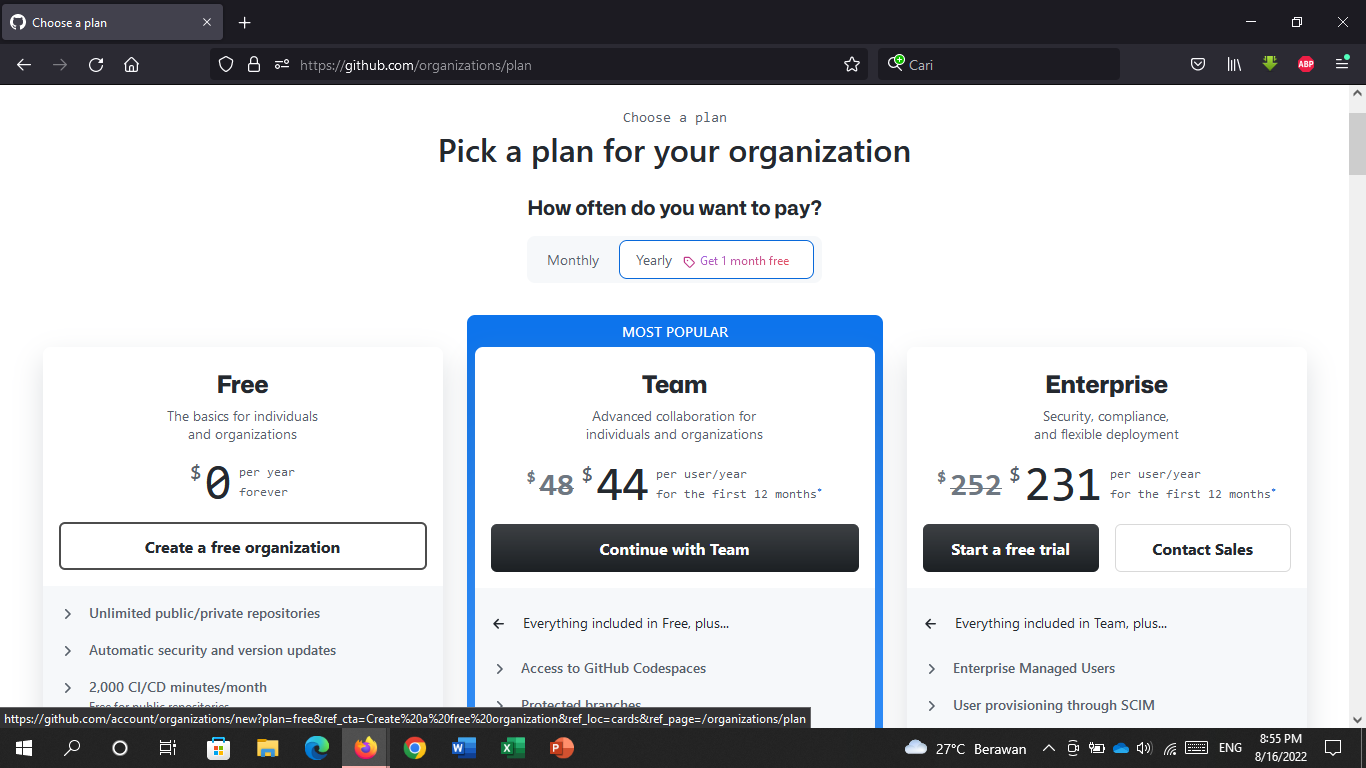 Choose a plan
https://github.com/organizations/plan
Cari
ABP
Choose a plan
Pick a plan for your organization
How often do you want to pay?
Monthly
Yearly Get 1 month free
MOST POPULAR
Free
The basics for individuals
and organizations
$0 per year
forever
Create a free organization
Unlimited public/private repositories
Automatic security and version updates
2,000 CI/CD minutes/month
Free for public repositories
Team
Advanced collaboration for
individuals and organizations
$48 $44 per user/year
for the first 12 months*
Continue with Team
Everything included in Free, plus...
Access to GitHub Codespaces
Protected branches
Enterprise
Security, compliance,
and flexible deployment
$252 $231 per user/year
for the first 12 months*
Start a free trial
Contact Sales
Everything included in Team, plus...
Enterprise Managed Users
User provisioning through SCIM
https://github.com/account/organizations/new?plan=free&ref_cta=Create%20a%20free%20organization&ref_loc=cards&ref_page=/organizations/plan
27°C Berawan
ENG
8:55 PM
8/16/2022